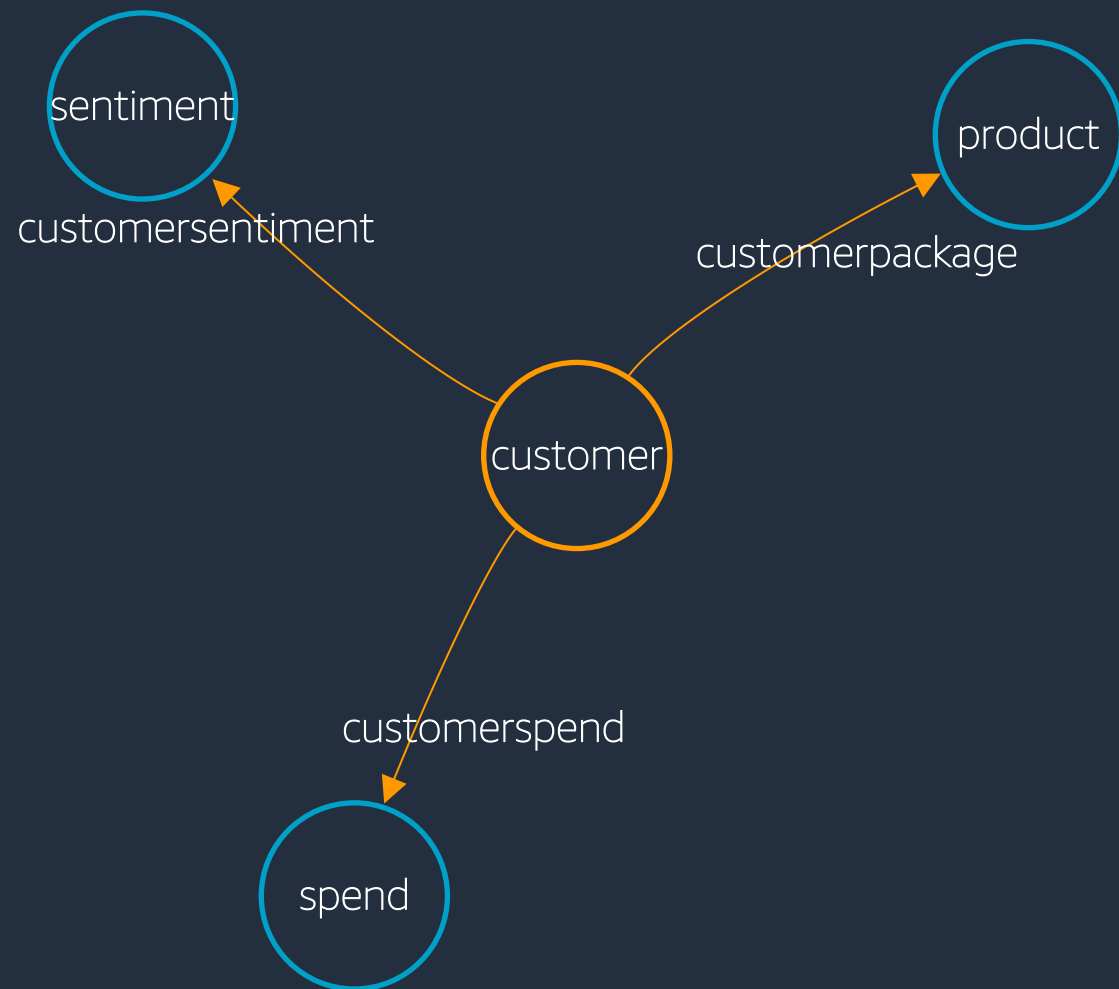 sentiment
product
customersentiment
customerpackage
customer
customerspend
spend